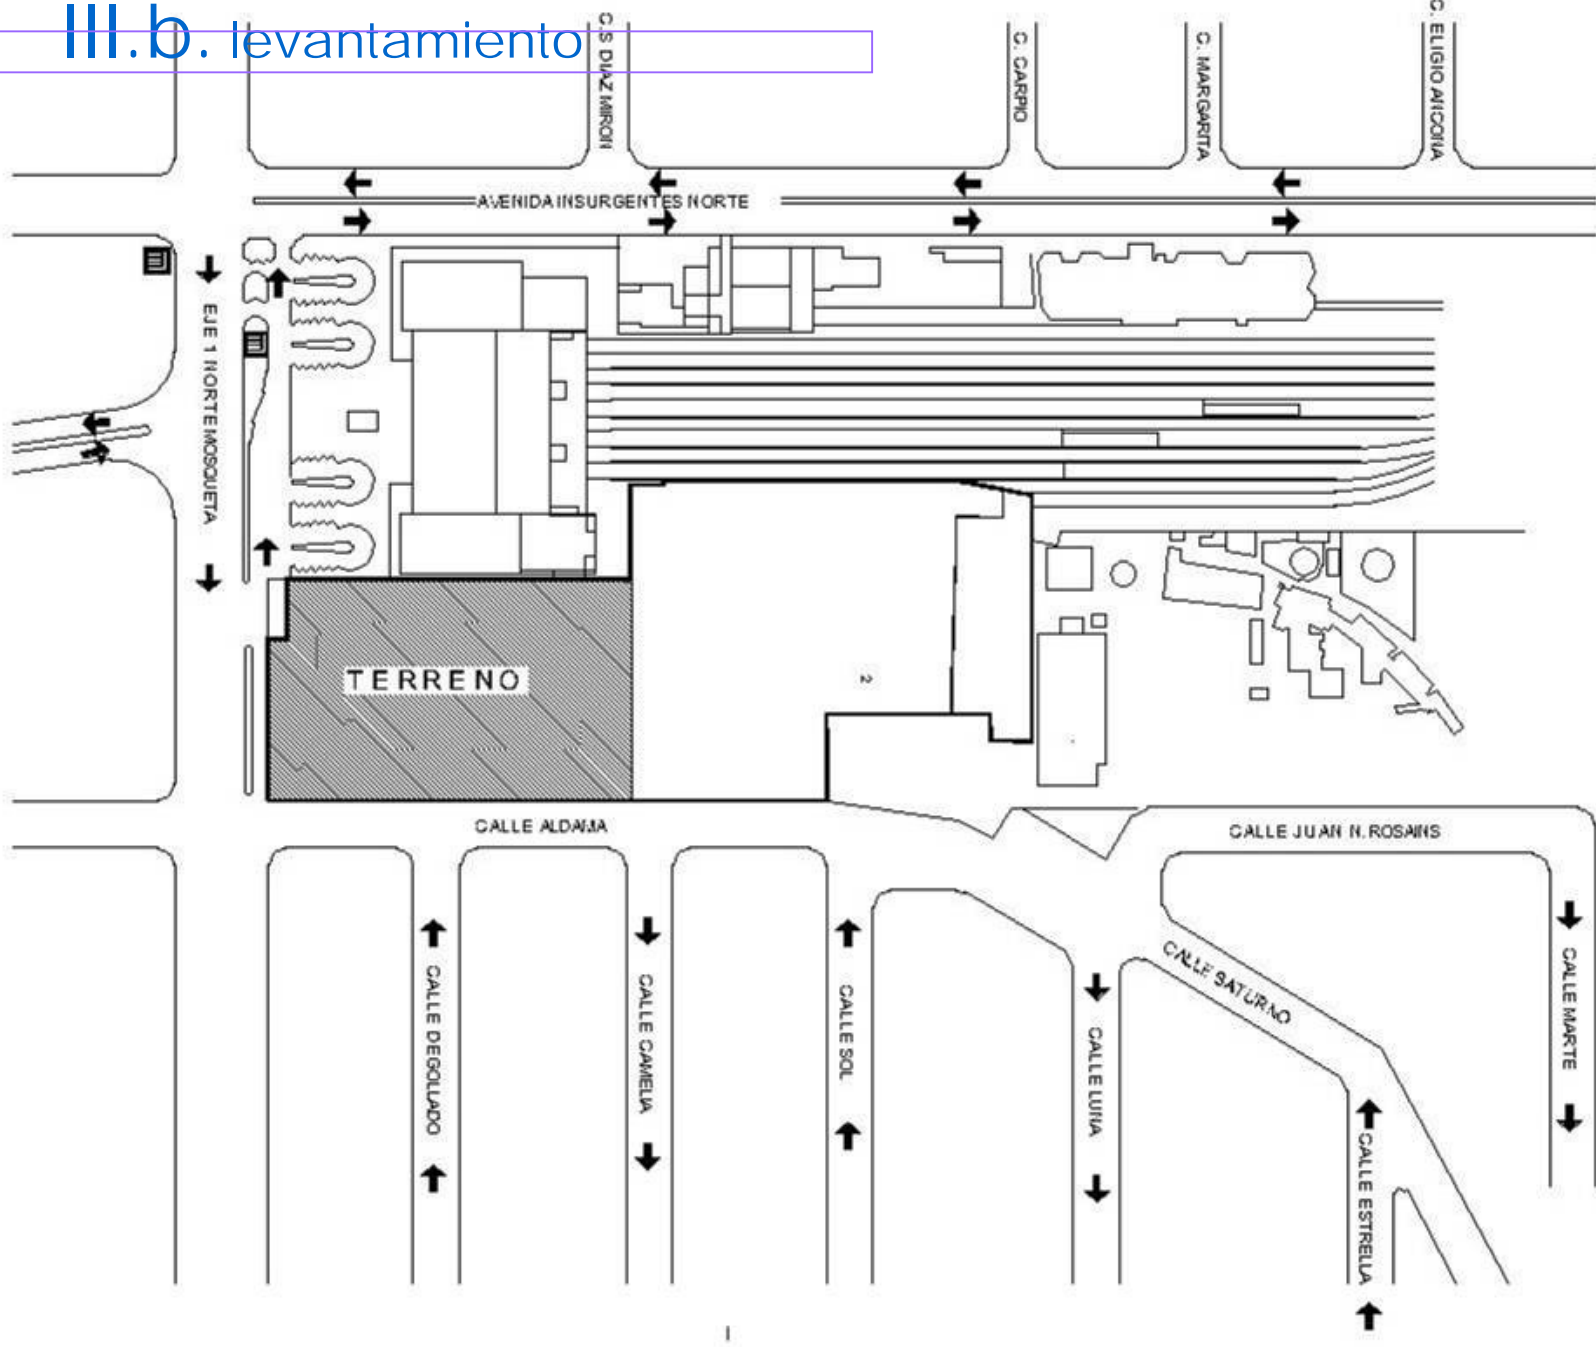 III.b. levantamiento
C.S DIAZ MIRON
C. CARPIO
C. MARGARITA
C. ELIGIO ANCONA
AVENIDA INSURGENTES NORTE
EJE 1 NORTE MOSQUETA
TERRENO
2
CALLE ALDAMA
CALLE JUAN N. ROSAINS
CALLE DEGOLLADO
CALLE CAMELIA
CALLE SOL
CALLE LUNA
CALLE SATURNO
CALLE ESTRELLA
CALLE MARTE